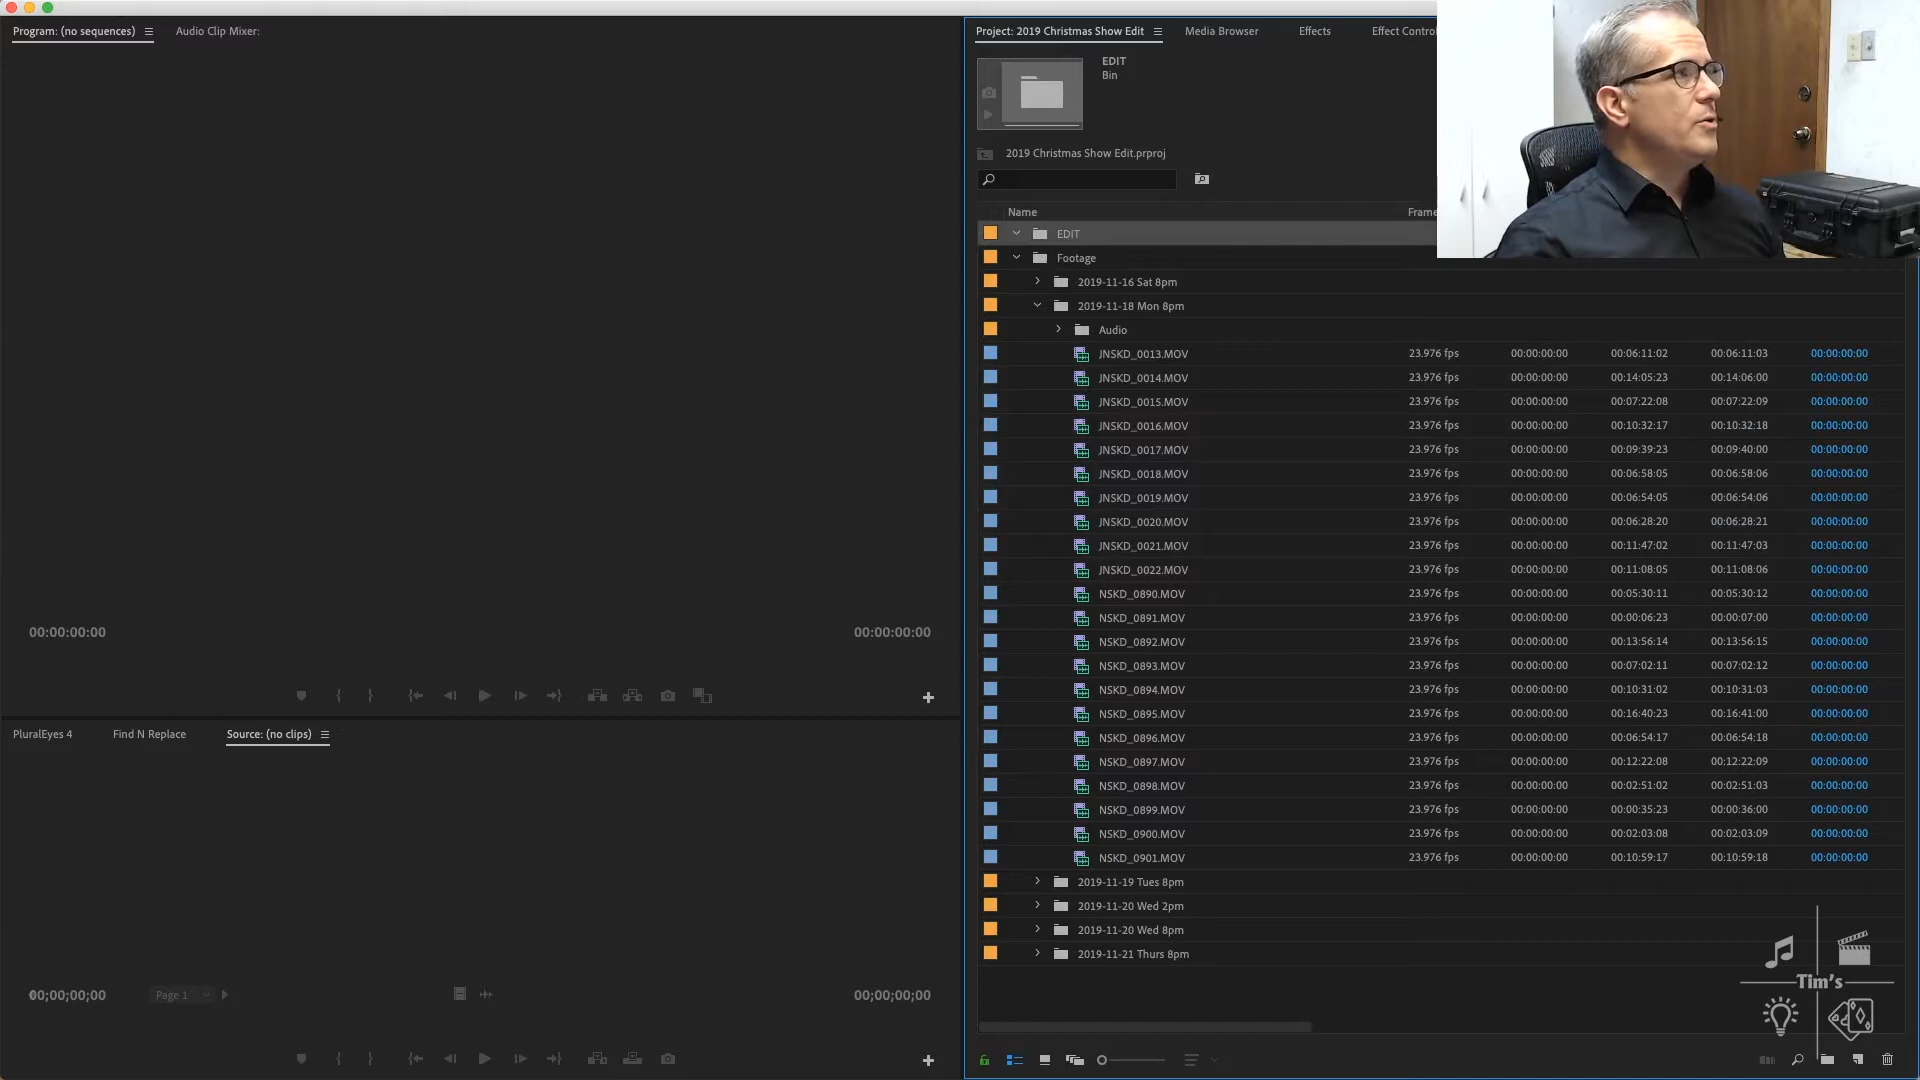 Program: (no sequences)
Audio Clip Mixer:
Project: 2019 Christmas Show Edit
Media Browser
Effects
Effect Control
EDIT
Bin
2019 Christmas Show Edit.prproj
Name
Frame
EDIT
Footage
2019-11-16 Sat 8pm
2019-11-18 Mon 8pm
Audio
JNSKD_0013.MOV 23.976 fps 00:00:00:00 00:06:11:02 00:06:11:03 00:00:00:00
JNSKD_0014.MOV 23.976 fps 00:00:00:00 00:14:05:23 00:14:06:00 00:00:00:00
JNSKD_0015.MOV 23.976 fps 00:00:00:00 00:07:22:08 00:07:22:09 00:00:00:00
JNSKD_0016.MOV 23.976 fps 00:00:00:00 00:10:32:17 00:10:32:18 00:00:00:00
JNSKD_0017.MOV 23.976 fps 00:00:00:00 00:09:39:23 00:09:40:00 00:00:00:00
JNSKD_0018.MOV 23.976 fps 00:00:00:00 00:06:58:05 00:06:58:06 00:00:00:00
JNSKD_0019.MOV 23.976 fps 00:00:00:00 00:06:54:05 00:06:54:06 00:00:00:00
JNSKD_0020.MOV 23.976 fps 00:00:00:00 00:06:28:20 00:06:28:21 00:00:00:00
JNSKD_0021.MOV 23.976 fps 00:00:00:00 00:11:47:02 00:11:47:03 00:00:00:00
JNSKD_0022.MOV 23.976 fps 00:00:00:00 00:11:08:05 00:11:08:06 00:00:00:00
NSKD_0890.MOV 23.976 fps 00:00:00:00 00:05:30:11 00:05:30:12 00:00:00:00
NSKD_0891.MOV 23.976 fps 00:00:00:00 00:00:06:23 00:00:07:00 00:00:00:00
NSKD_0892.MOV 23.976 fps 00:00:00:00 00:13:56:14 00:13:56:15 00:00:00:00
NSKD_0893.MOV 23.976 fps 00:00:00:00 00:07:02:11 00:07:02:12 00:00:00:00
NSKD_0894.MOV 23.976 fps 00:00:00:00 00:10:31:02 00:10:31:03 00:00:00:00
NSKD_0895.MOV 23.976 fps 00:00:00:00 00:16:40:23 00:16:41:00 00:00:00:00
NSKD_0896.MOV 23.976 fps 00:00:00:00 00:06:54:17 00:06:54:18 00:00:00:00
NSKD_0897.MOV 23.976 fps 00:00:00:00 00:12:22:08 00:12:22:09 00:00:00:00
NSKD_0898.MOV 23.976 fps 00:00:00:00 00:02:51:02 00:02:51:03 00:00:00:00
NSKD_0899.MOV 23.976 fps 00:00:00:00 00:00:35:23 00:00:36:00 00:00:00:00
NSKD_0900.MOV 23.976 fps 00:00:00:00 00:02:03:08 00:02:03:09 00:00:00:00
NSKD_0901.MOV 23.976 fps 00:00:00:00 00:10:59:17 00:10:59:18 00:00:00:00
2019-11-19 Tues 8pm
2019-11-20 Wed 2pm
2019-11-20 Wed 8pm
2019-11-21 Thurs 8pm
00:00:00:00
00:00:00:00
PluralEyes 4
Find N Replace
Source: (no clips)
00;00;00;00
Page 1
00;00;00;00
Tim's